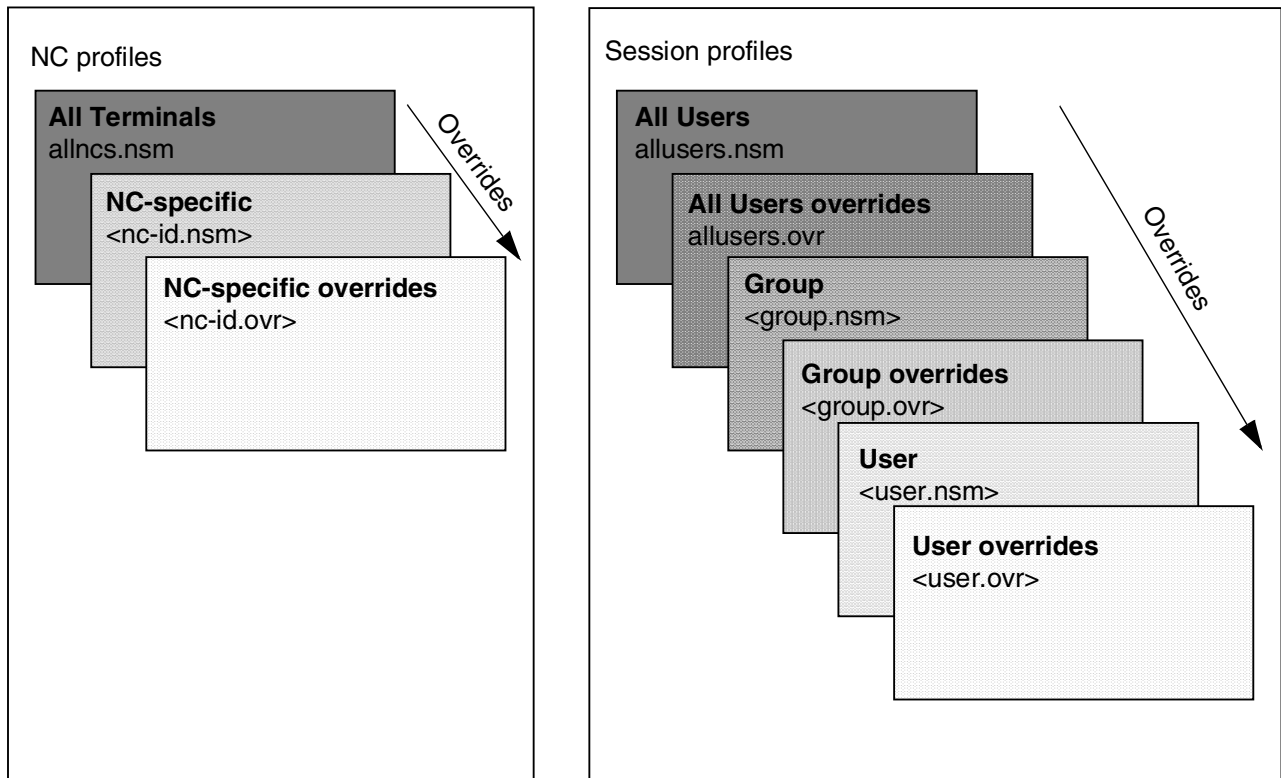 NC profiles
All Terminals
allncs.nsm
Overrides
NC-specific
<nc-id.nsm>
NC-specific overrides
<nc-id.ovr>
Session profiles
All Users
allusers.nsm
All Users overrides
allusers.ovr
Overrides
Group
<group.nsm>
Group overrides
<group.ovr>
User
<user.nsm>
User overrides
<user.ovr>